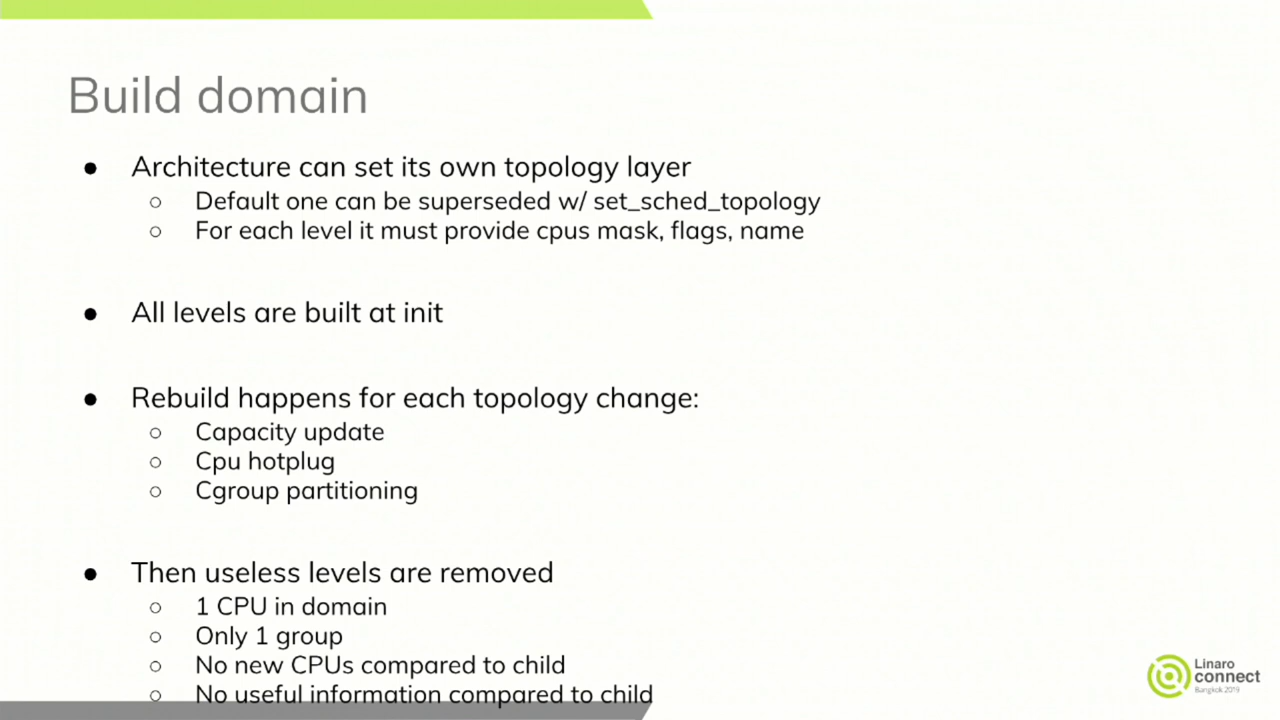 Build domain
● Architecture can set its own topology layer
○ Default one can be superseded w/ set_sched_topology
○ For each level it must provide cpus mask, flags, name
● All levels are built at init
● Rebuild happens for each topology change:
○ Capacity update
○ Cpu hotplug
○ Cgroup partitioning
● Then useless levels are removed
○ 1 CPU in domain
○ Only 1 group
○ No new CPUs compared to child
○ No useful information compared to child
Linaro
connect
Bangkok 2019